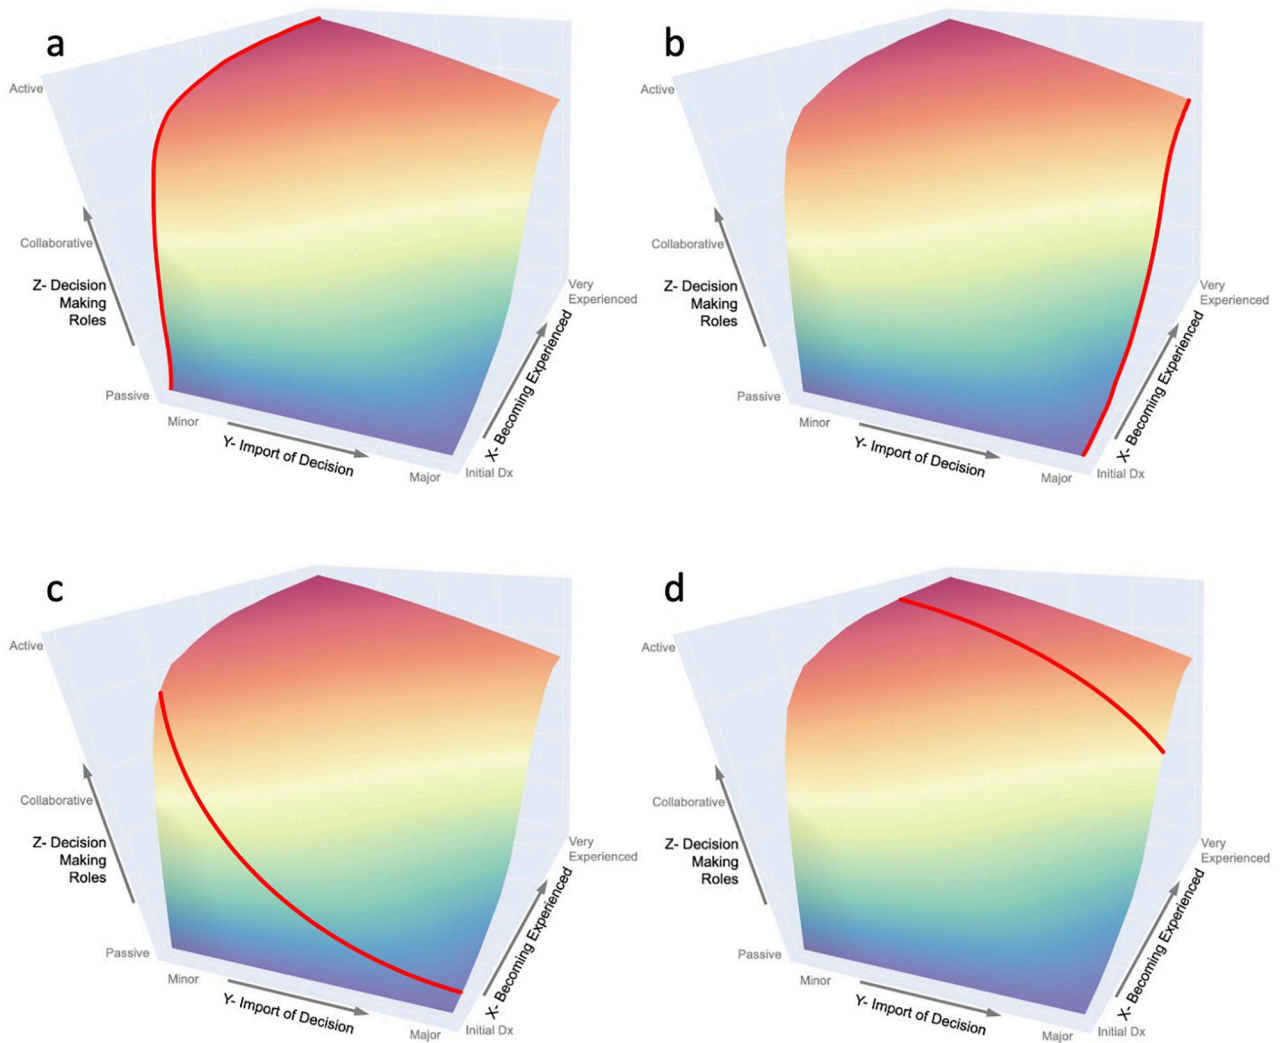 a
Active
Collaborative
Z- Decision
Making
Roles
Passive
Minor
Y- Import of Decision
Major
Initial Dx
X- Becoming Experienced
Very
Experienced
b
Active
Collaborative
Z- Decision
Making
Roles
Passive
Minor
Y- Import of Decision
Major
Initial Dx
X- Becoming Experienced
Very
Experienced
c
Active
Collaborative
Z- Decision
Making
Roles
Passive
Minor
Y- Import of Decision
Major
Initial Dx
X- Becoming Experienced
Very
Experienced
d
Active
Collaborative
Z- Decision
Making
Roles
Passive
Minor
Y- Import of Decision
Major
Initial Dx
X- Becoming Experienced
Very
Experienced